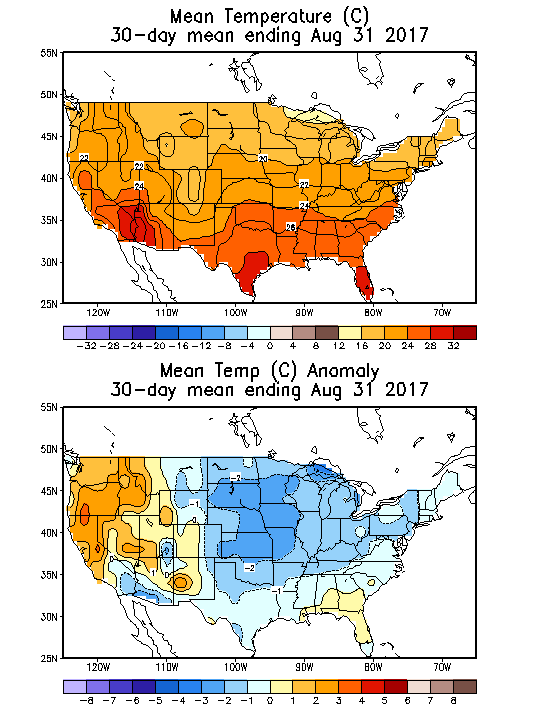 Mean Temperature (C)
30-day mean ending Aug 31 2017
55N
50N
45N
40N
35N
30N
25N
22
22
24
20
22
24
26
120W 110W 100W 90W 80W 70W
-32 -28 -24 -20 -16 -12 -8 -4 0 4 8 12 16 20 24 28 32
Mean Temp (C) Anomaly
30-day mean ending Aug 31 2017
55N
50N
45N
40N
35N
30N
25N
-2
-1
0
1
-2
-1
120W 110W 100W 90W 80W 70W
-8 -7 -6 -5 -4 -3 -2 -1 0 1 2 3 4 5 6 7 8